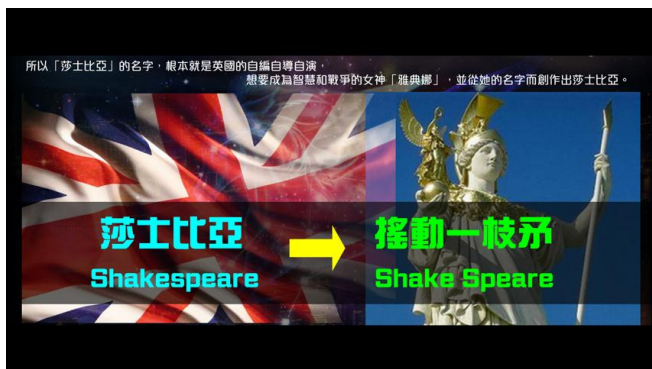 所以「莎士比亞」的名字，根本就是英國的自編自導自演，
想要成為智慧和戰爭的女神「雅典娜」，並從她的名字而創作出莎士比亞。
莎士比亞
搖動一枝矛
Shakespeare
Shake Speare